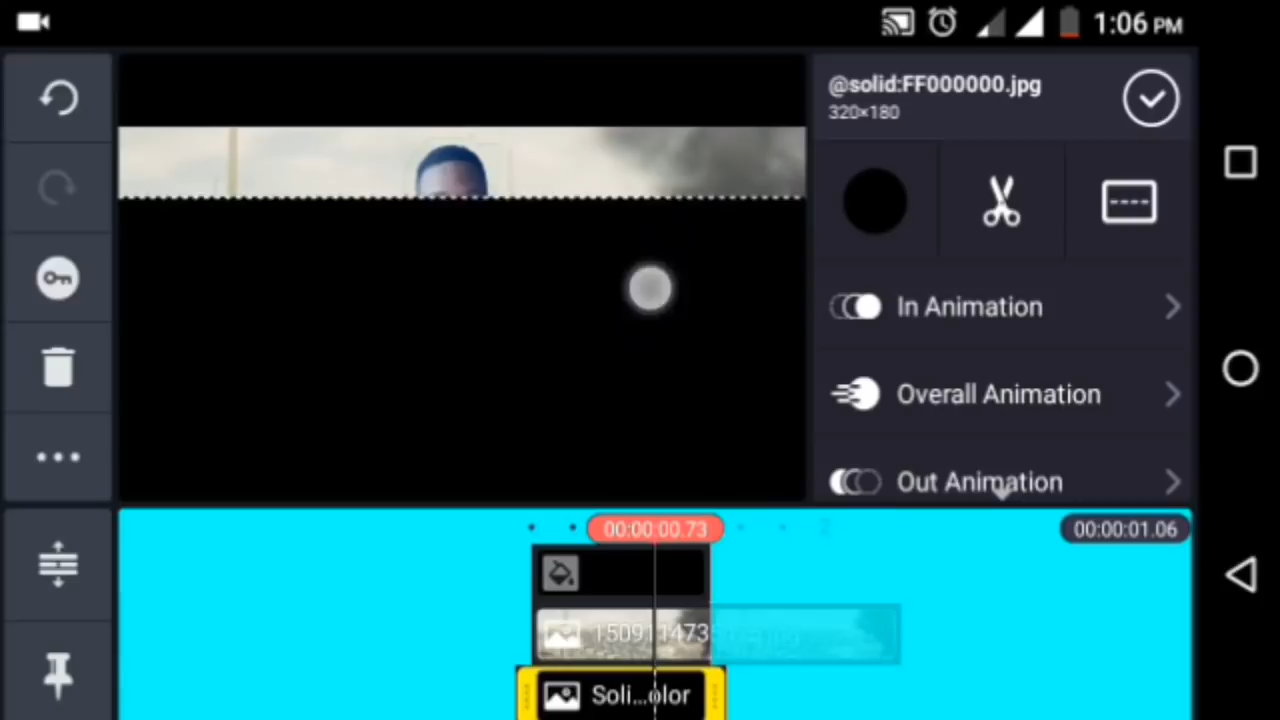 1:06 PM
@solid:FF000000.jpg
320×180
In Animation
Overall Animation
Out Animation
00:00:00.73
00:00:01.06
150911473
Soli...olor